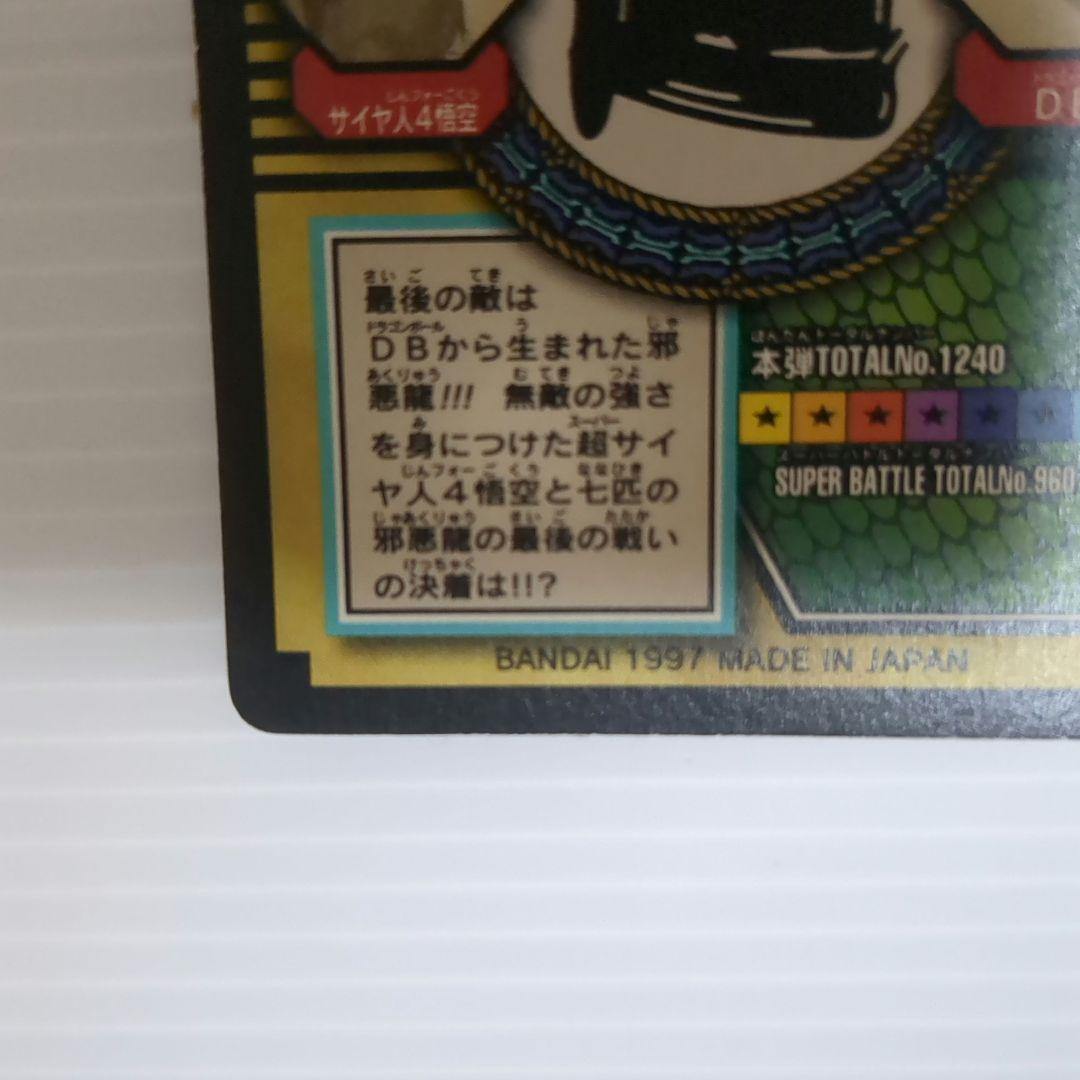 サイヤ人4悟空
D
最後の敵は
DBから生まれた邪
悪龍!!! 無敵の強さ
を身につけた超サイ
ヤ人4悟空と七匹の
邪悪龍の最後の戦い
の決着は!!?
本弾TOTALNo.1240
SUPER BATTLE TOTALNo.960
BANDAI 1997 MADE IN JAPAN